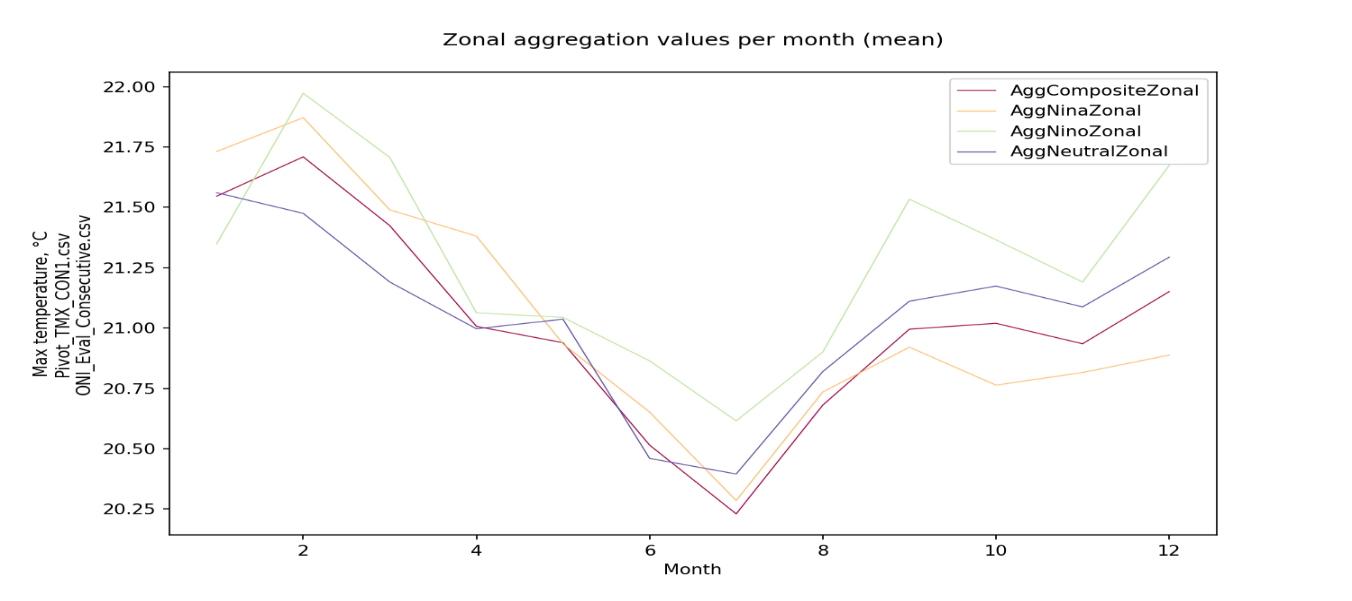 Zonal aggregation values per month (mean)
22.00
21.75
21.50
21.25
21.00
20.75
20.50
20.25
Max temperature, °C
Pivot_TMX_CON1.csv
ONI_Eval_Consecutive.csv
AggCompositeZonal
AggNinaZonal
AggNinoZonal
AggNeutralZonal
2 4 6 8 10 12
Month